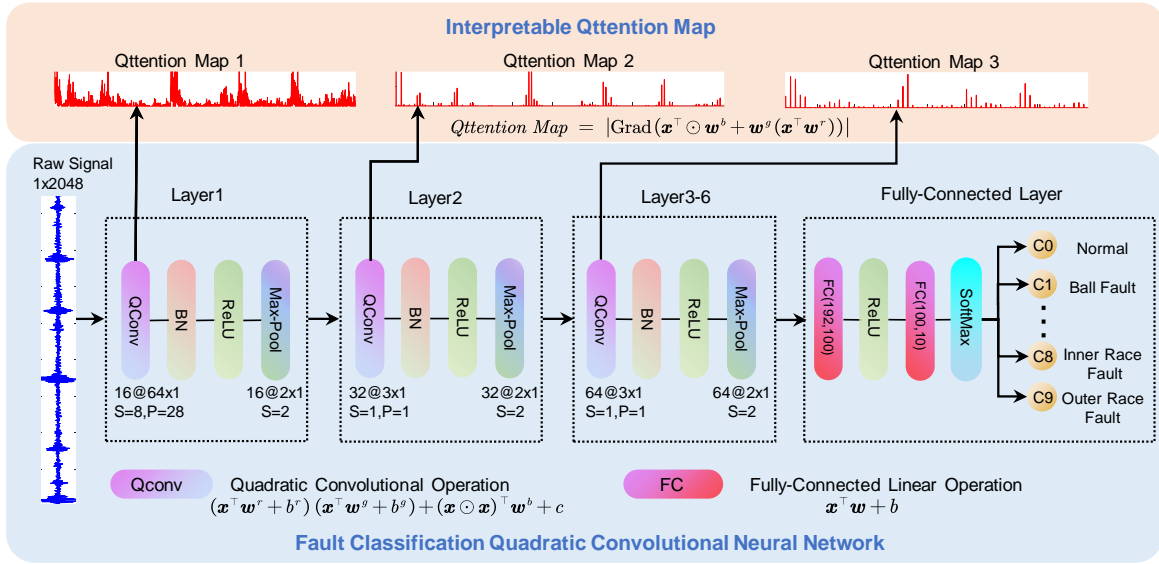 Interpretable Qttention Map
Qttention Map 1
Qttention Map 2
Qttention Map 3
Qttention Map = |Grad(x⊤ ⊙ w^b + w^g(x⊤w^r))|
Raw Signal
1x2048
Layer1
QConv
BN
ReLU
Max-Pool
16@64x1
S=8,P=28
16@2x1
S=2
Layer2
QConv
BN
ReLU
Max-Pool
32@3x1
S=1,P=1
32@2x1
S=2
Layer3-6
QConv
BN
ReLU
Max-Pool
64@3x1
S=1,P=1
64@2x1
S=2
Fully-Connected Layer
FC(192,100)
ReLU
FC(100,10)
SoftMax
C0
Normal
C1
Ball Fault
C8
Inner Race
Fault
C9
Outer Race
Fault
Qconv
Quadratic Convolutional Operation
(x⊤w^r + b^r)(x⊤w^g + b^g) + (x ⊙ x)⊤w^b + c
FC
Fully-Connected Linear Operation
x⊤w + b
Fault Classification Quadratic Convolutional Neural Network